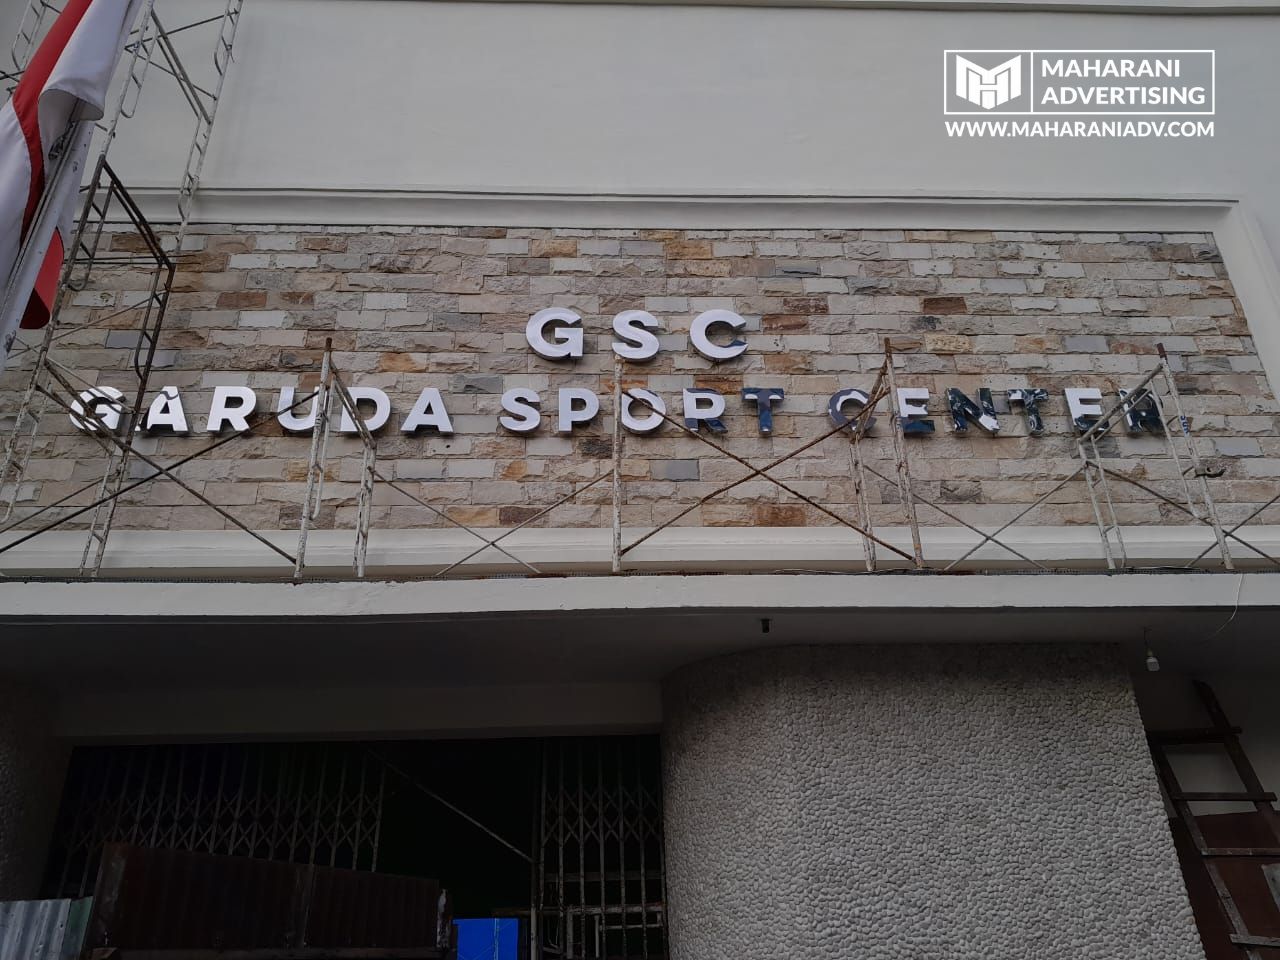 MAHARANI
ADVERTISING
WWW.MAHARANIADV.COM
GSC
GARUDA SPORT CENTER